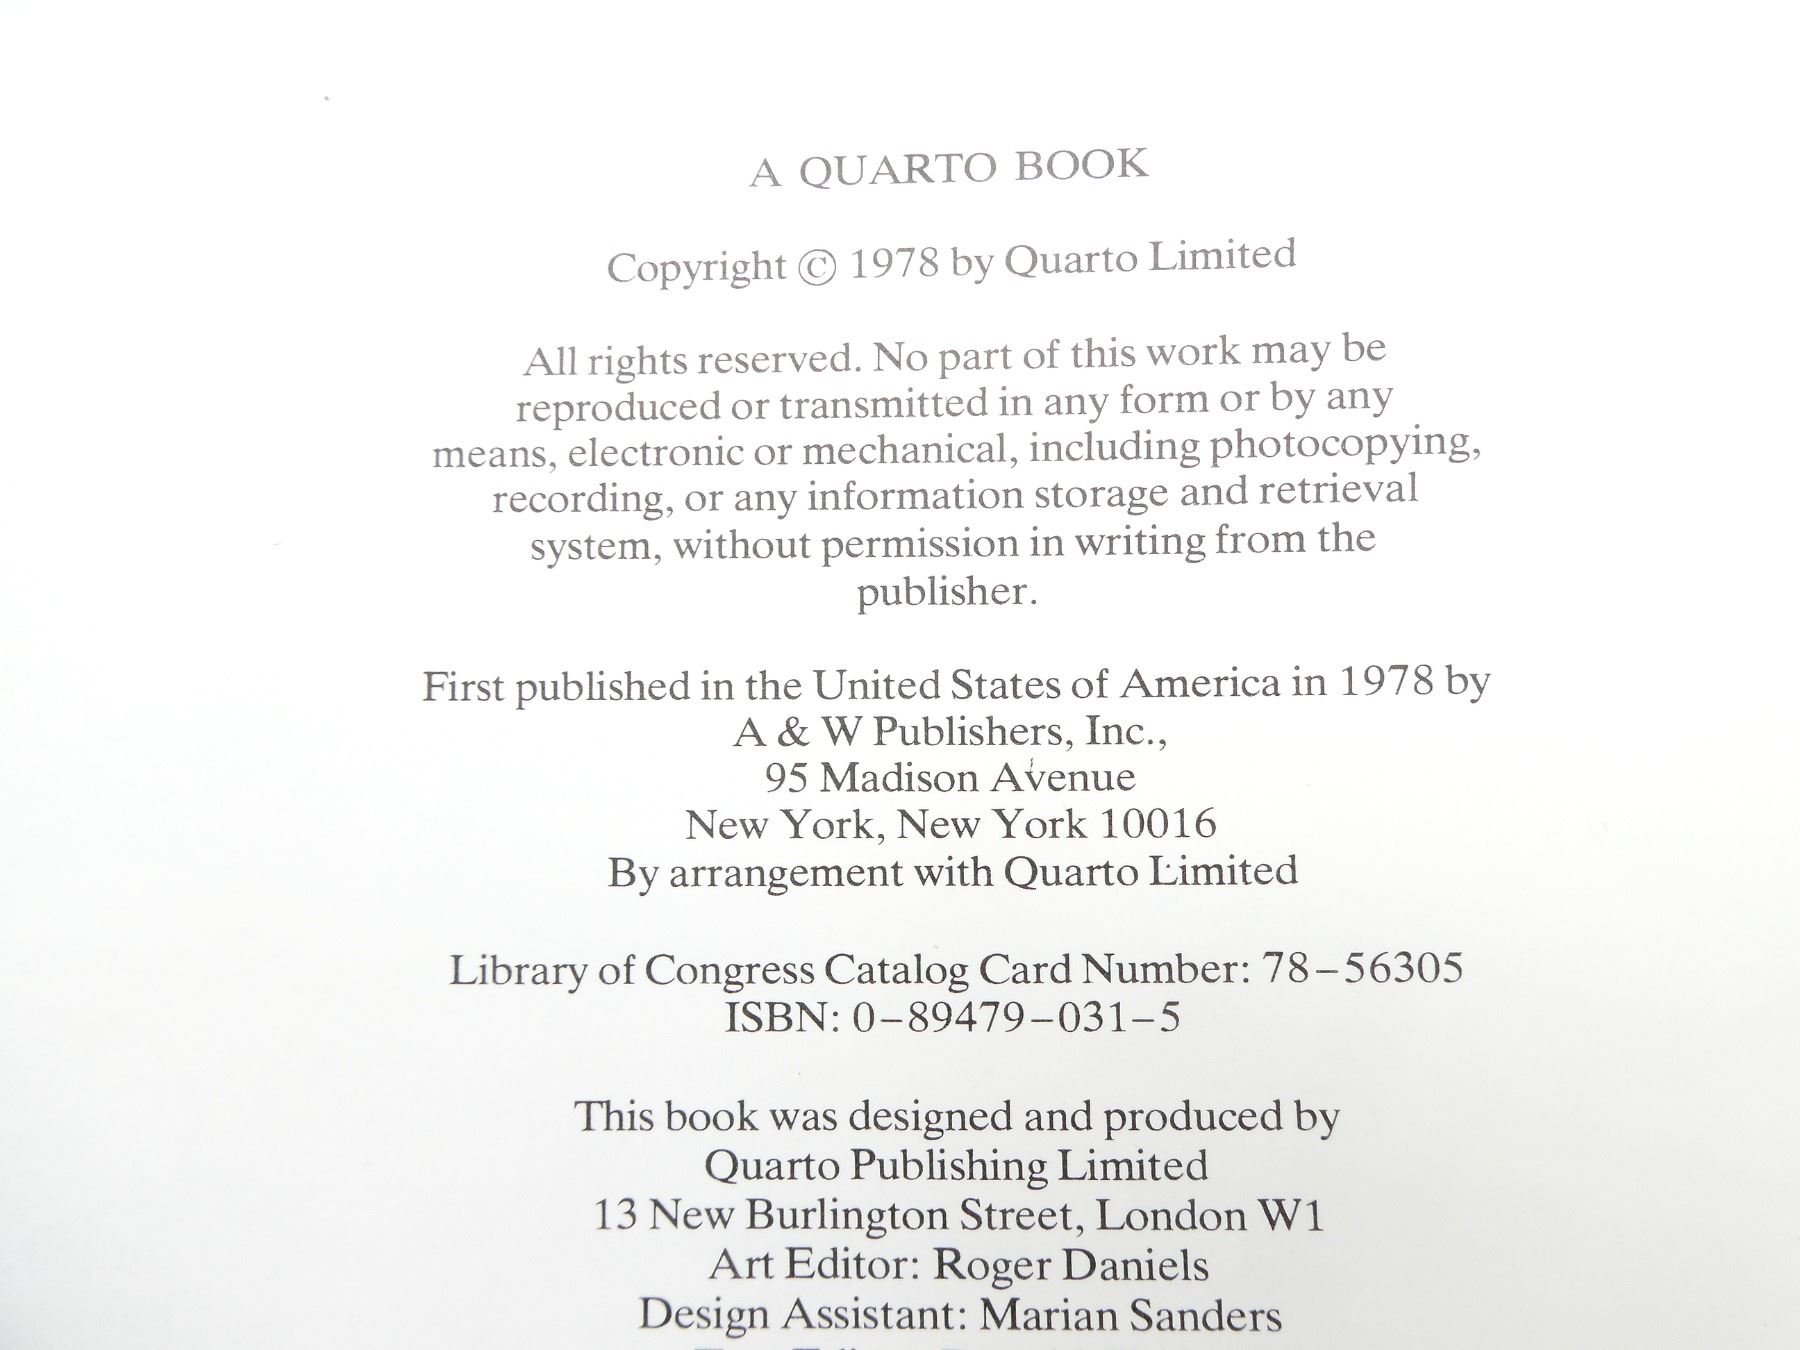 A QUARTO BOOK
Copyright © 1978 by Quarto Limited
All rights reserved. No part of this work may be
reproduced or transmitted in any form or by any
means, electronic or mechanical, including photocopying,
recording, or any information storage and retrieval
system, without permission in writing from the
publisher.
First published in the United States of America in 1978 by
A & W Publishers, Inc.,
95 Madison Avenue
New York, New York 10016
By arrangement with Quarto Limited
Library of Congress Catalog Card Number: 78–56305
ISBN: 0–89479–031–5
This book was designed and produced by
Quarto Publishing Limited
13 New Burlington Street, London W1
Art Editor: Roger Daniels
Design Assistant: Marian Sanders